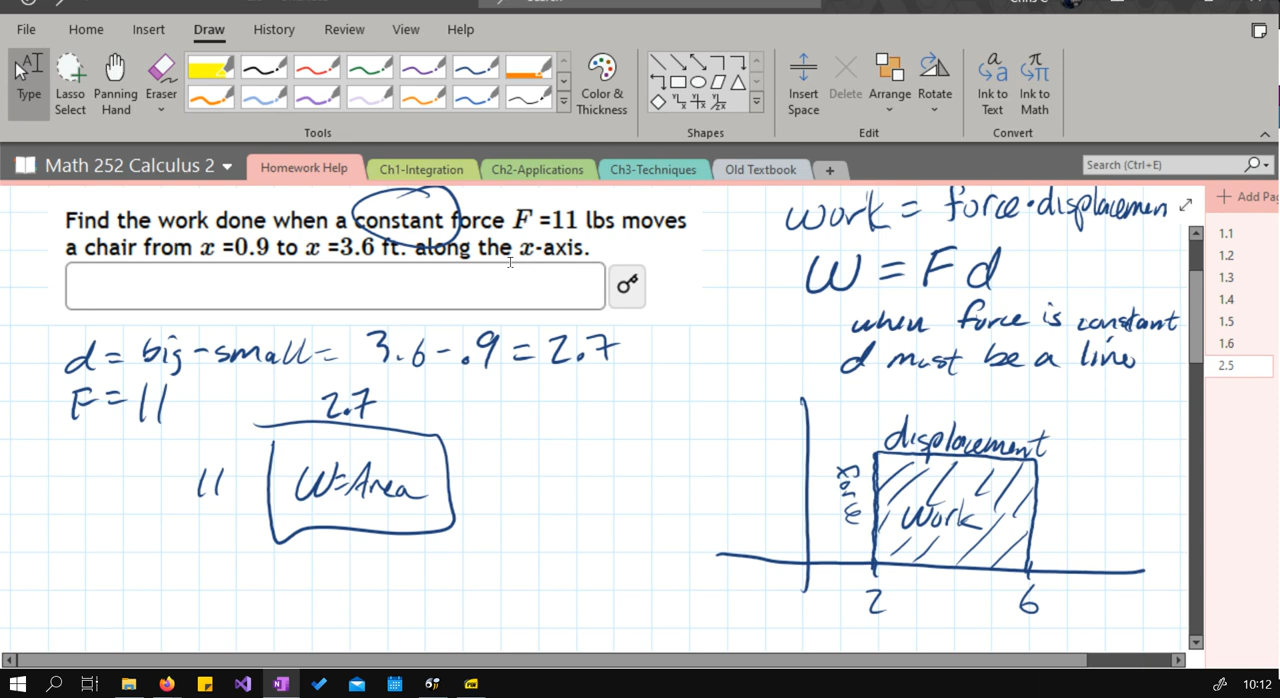 Chris C
File Home Insert Draw History Review View Help
Type
Lasso Select
Panning Hand
Eraser
Color & Thickness
Insert Space
Delete
Arrange
Rotate
Ink to Text
Ink to Math
Tools
Shapes
Edit
Convert
Math 252 Calculus 2
Homework Help
Ch1-Integration
Ch2-Applications
Ch3-Techniques
Old Textbook
Search (Ctrl+E)
Find the work done when a constant force F =11 lbs moves
a chair from x =0.9 to x =3.6 ft. along the x-axis.
d = big-small = 3.6 - .9 = 2.7
F = 11
2.7
11
W=Area
work = force · displacemen
W = F d
when force is constant
d must be a line
displacement
force
work
2 6
Add Pag
1.1
1.2
1.3
1.4
1.5
1.6
2.5
10:12